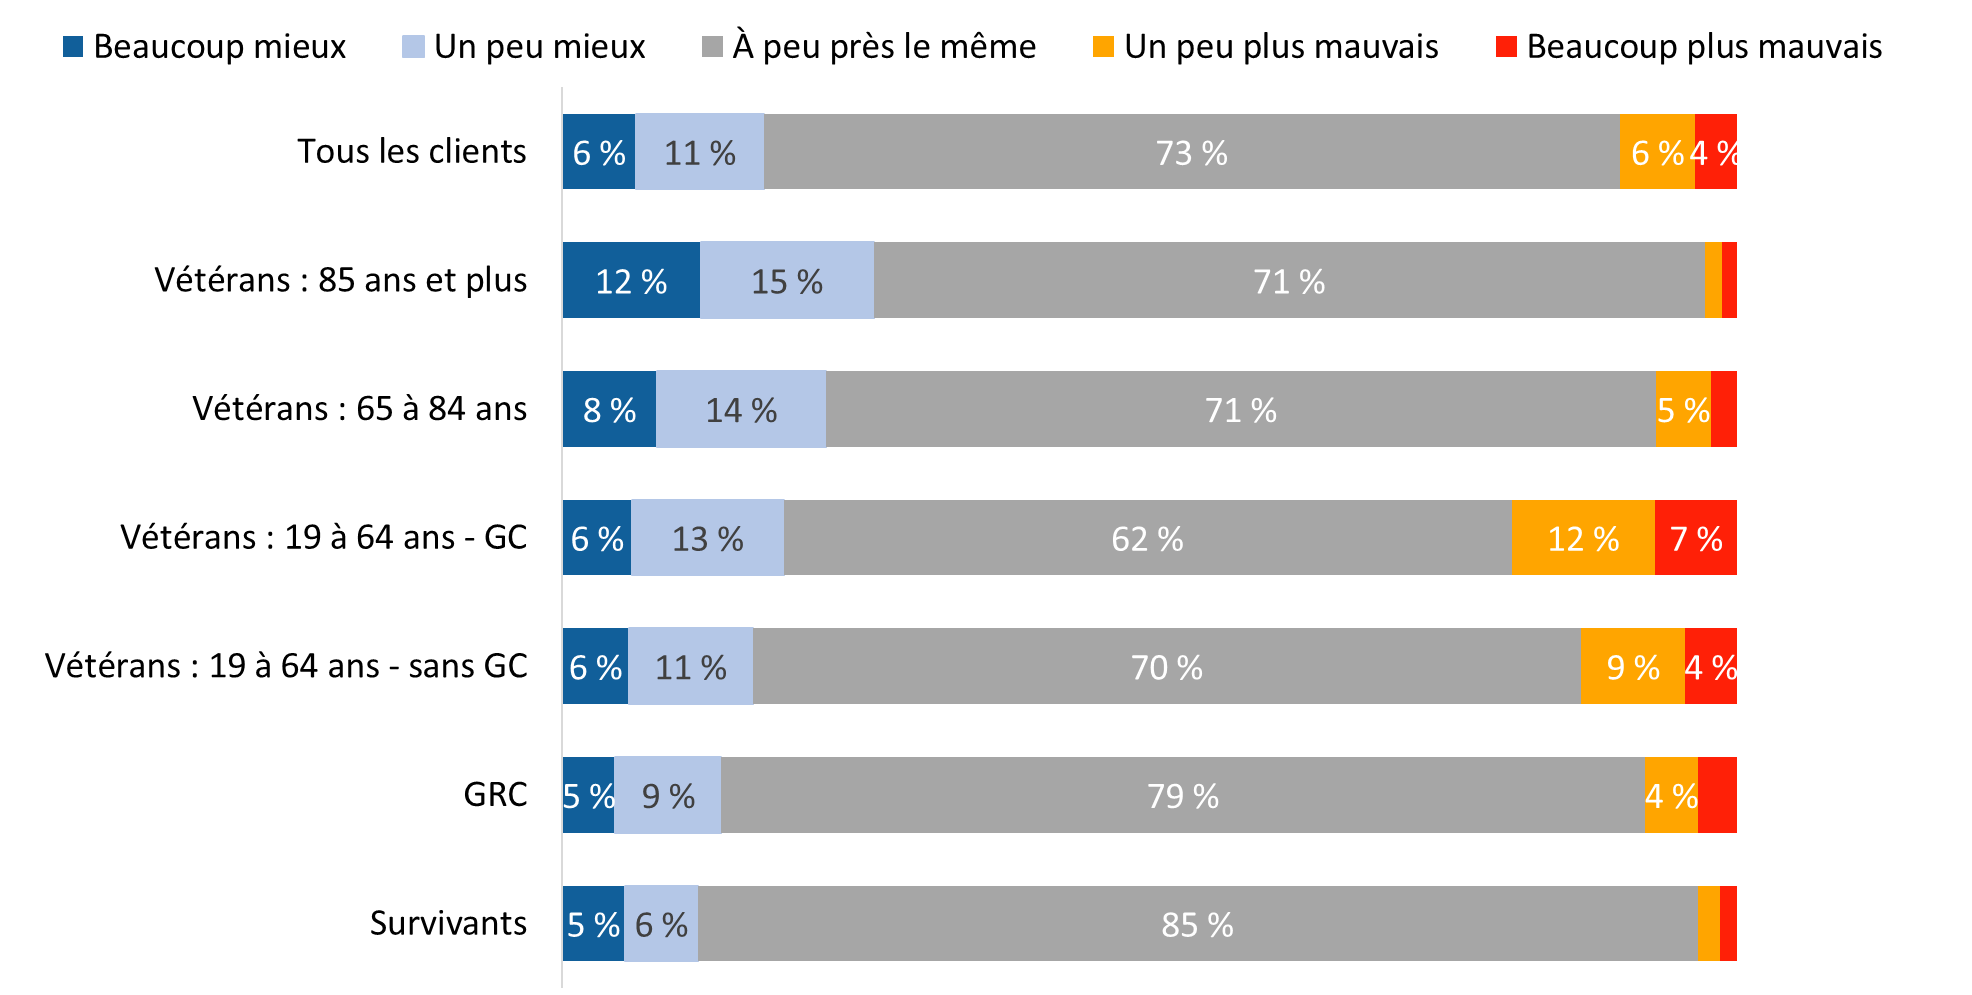 Beaucoup mieux Un peu mieux À peu près le même Un peu plus mauvais Beaucoup plus mauvais
Tous les clients 6 % 11 % 73 % 6 % 4 %
Vétérans : 85 ans et plus 12 % 15 % 71 %
Vétérans : 65 à 84 ans 8 % 14 % 71 % 5 %
Vétérans : 19 à 64 ans - GC 6 % 13 % 62 % 12 % 7 %
Vétérans : 19 à 64 ans - sans GC 6 % 11 % 70 % 9 % 4 %
GRC 5 % 9 % 79 % 4 %
Survivants 5 % 6 % 85 %